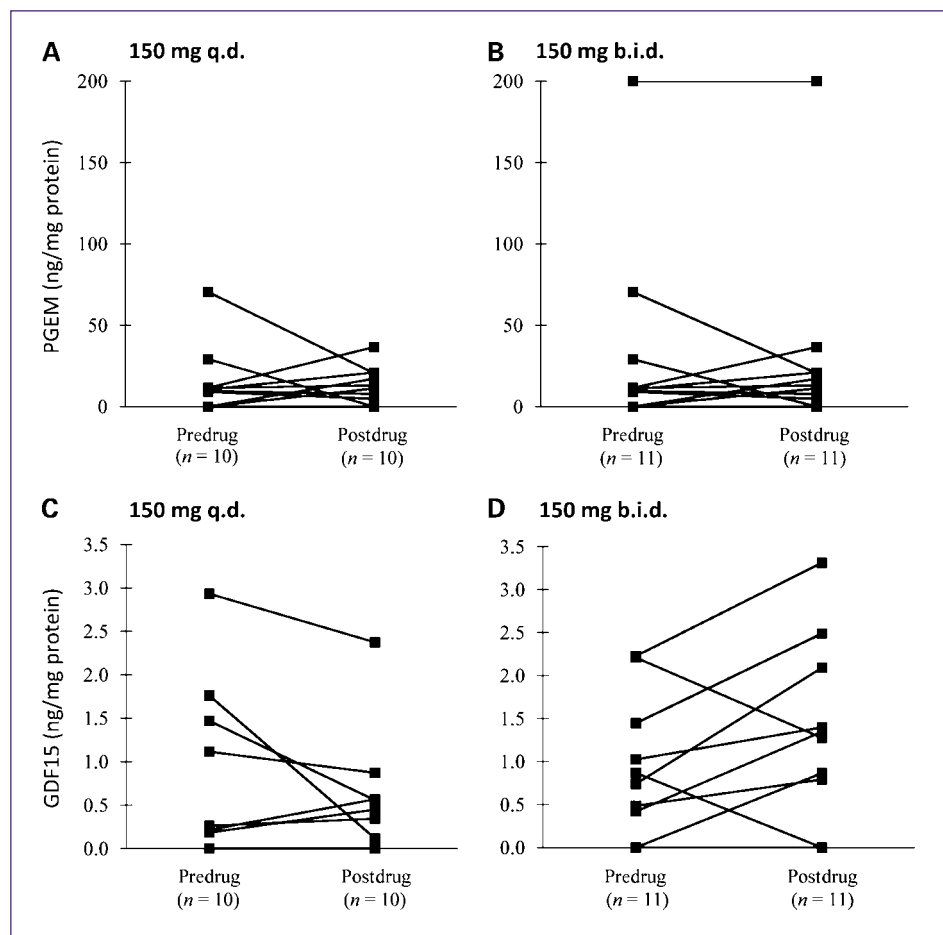 A 150 mg q.d.
200
150
100
50
0
PGEM (ng/mg protein)
Predrug
(n = 10)
Postdrug
(n = 10)
B 150 mg b.i.d.
200
150
100
50
0
Predrug
(n = 11)
Postdrug
(n = 11)
C 150 mg q.d.
3.5
3.0
2.5
2.0
1.5
1.0
0.5
0.0
GDF15 (ng/mg protein)
Predrug
(n = 10)
Postdrug
(n = 10)
D 150 mg b.i.d.
3.5
3.0
2.5
2.0
1.5
1.0
0.5
0.0
Predrug
(n = 11)
Postdrug
(n = 11)